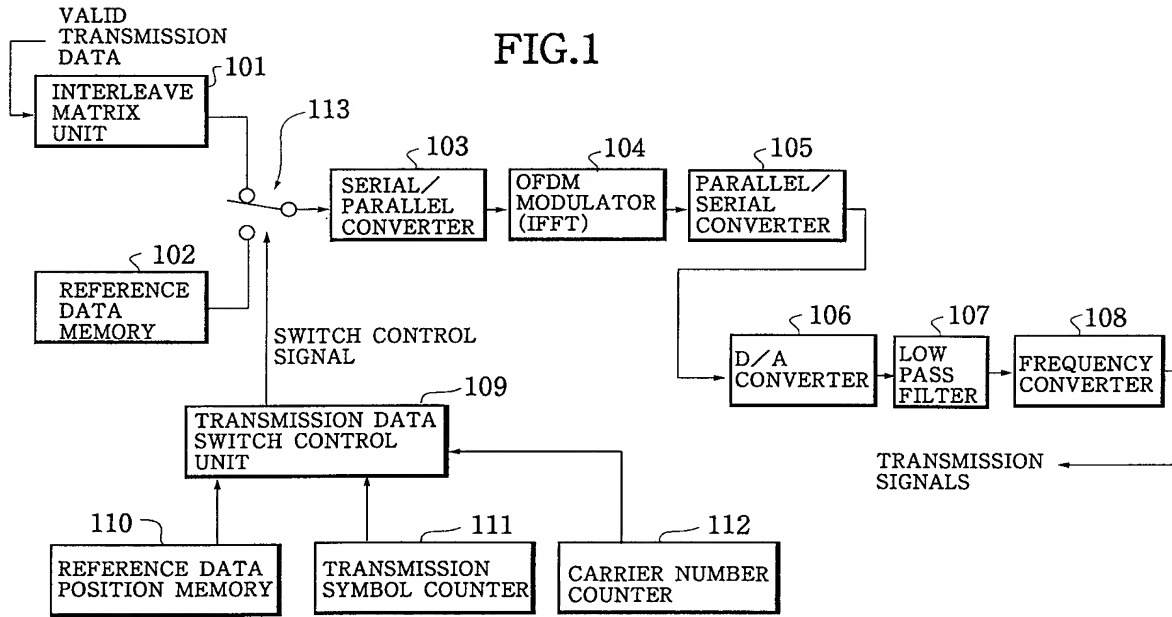 VALID
TRANSMISSION
DATA
FIG.1
101
INTERLEAVE
MATRIX
UNIT
113
103
SERIAL/
PARALLEL
CONVERTER
104
OFDM
MODULATOR
(IFFT)
105
PARALLEL/
SERIAL
CONVERTER
102
REFERENCE
DATA
MEMORY
SWITCH CONTROL
SIGNAL
106
D/A
CONVERTER
107
LOW
PASS
FILTER
108
FREQUENCY
CONVERTER
109
TRANSMISSION DATA
SWITCH CONTROL
UNIT
TRANSMISSION
SIGNALS
110
REFERENCE DATA
POSITION MEMORY
111
TRANSMISSION
SYMBOL COUNTER
112
CARRIER NUMBER
COUNTER